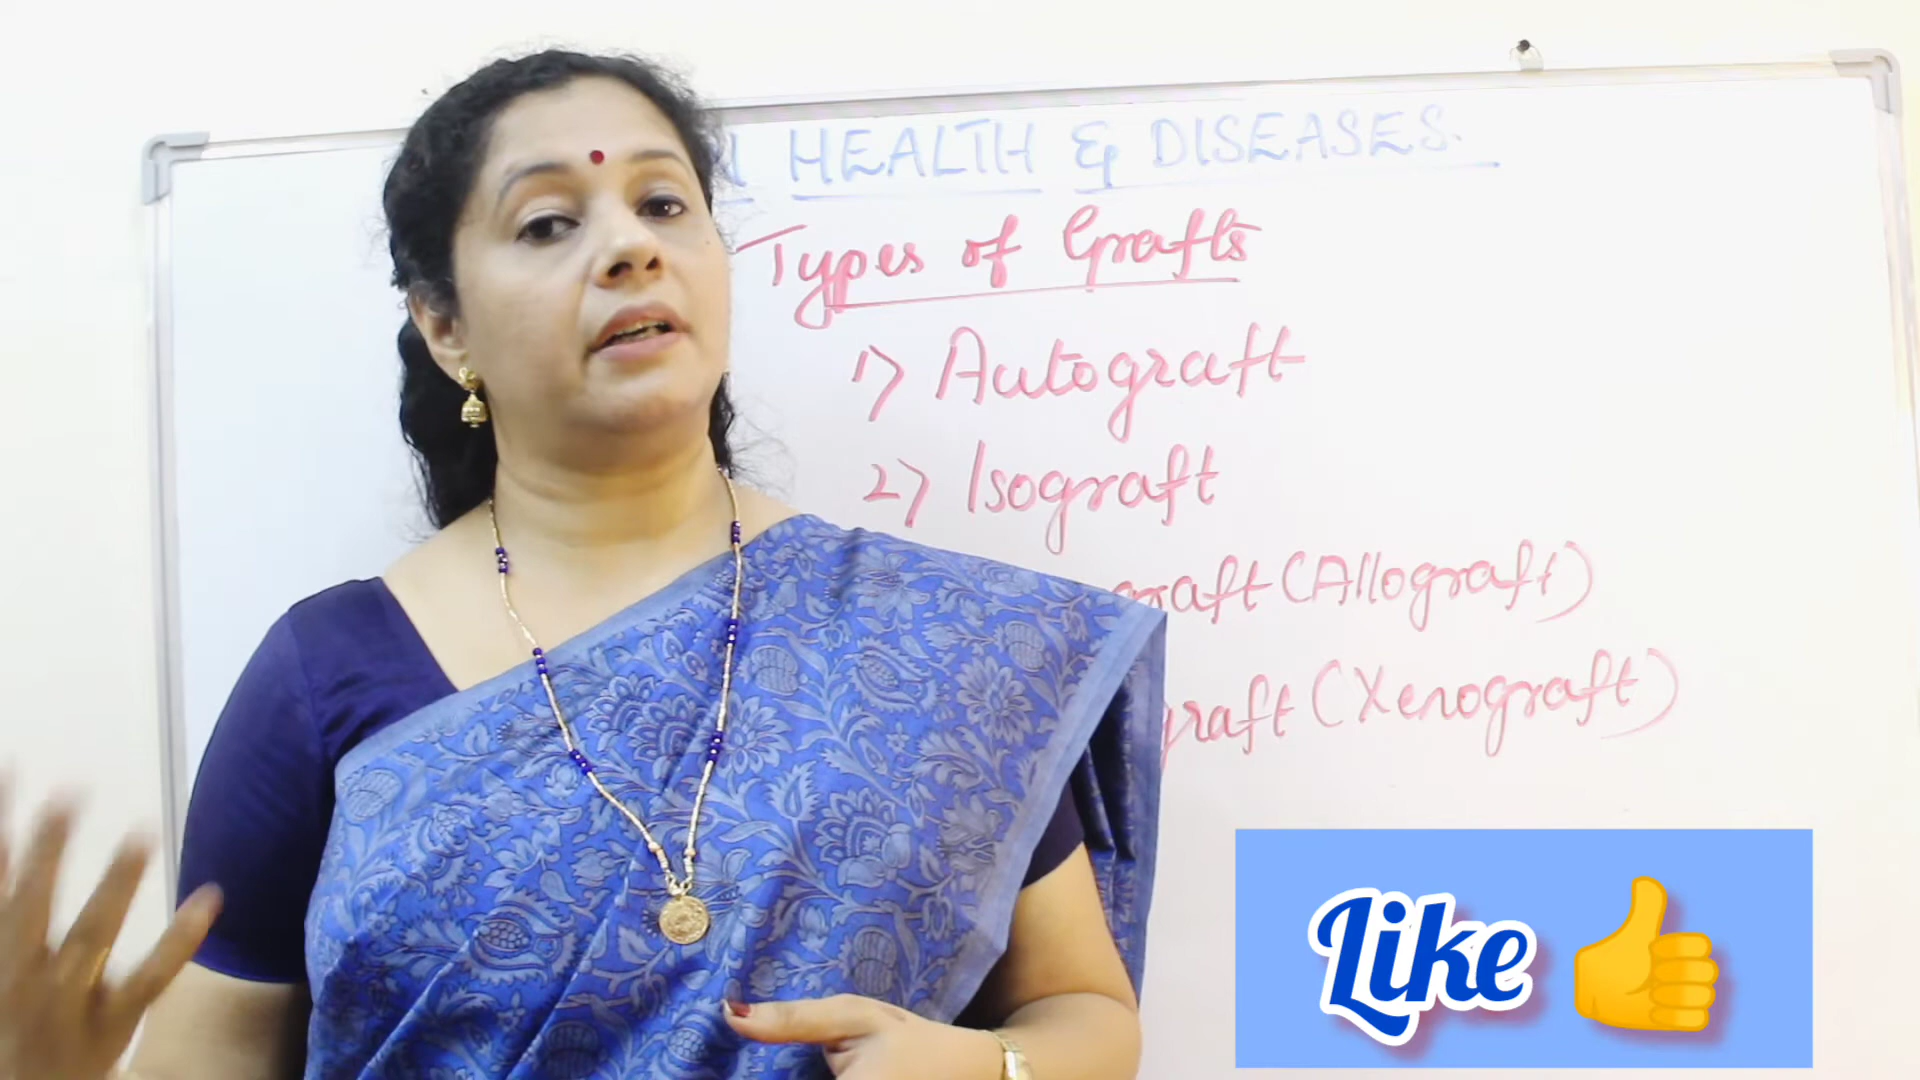 HEALTH & DISEASES.
Types of Grafts
1) Autograft
2) Isograft
graft (Allograft)
graft (Xenograft)
Like